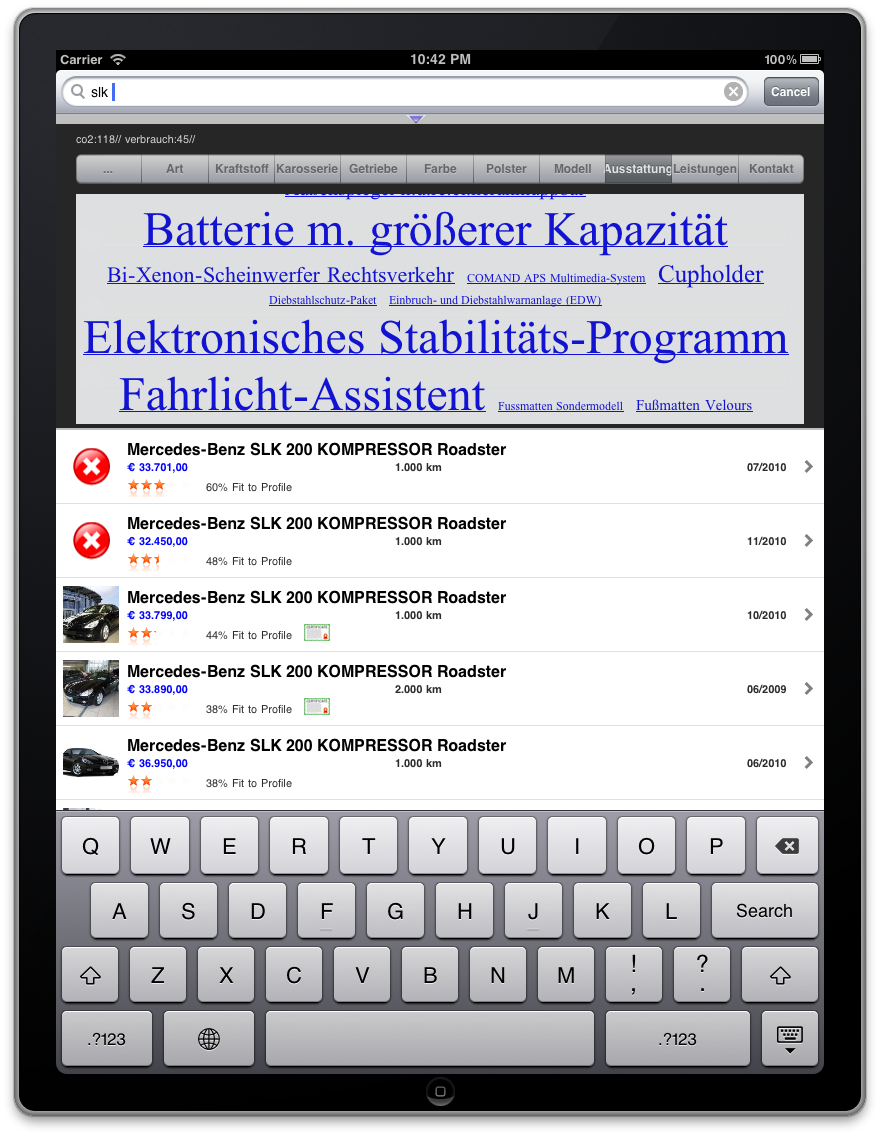 Carrier 10:42 PM 100%
slk
Cancel
co2:118// verbrauch:45//
... Art Kraftstoff Karosserie Getriebe Farbe Polster Modell Ausstattung Leistungen Kontakt
Batterie m. größerer Kapazität
Bi-Xenon-Scheinwerfer Rechtsverkehr COMAND APS Multimedia-System Cupholder
Diebstahlschutz-Paket Einbruch- und Diebstahlwarnanlage (EDW)
Elektronisches Stabilitäts-Programm
Fahrlicht-Assistent Fussmatten Sondermodell Fußmatten Velours
Mercedes-Benz SLK 200 KOMPRESSOR Roadster
€ 33.701,00 1.000 km 07/2010
60% Fit to Profile
Mercedes-Benz SLK 200 KOMPRESSOR Roadster
€ 32.450,00 1.000 km 11/2010
48% Fit to Profile
Mercedes-Benz SLK 200 KOMPRESSOR Roadster
€ 33.799,00 1.000 km 10/2010
44% Fit to Profile
Mercedes-Benz SLK 200 KOMPRESSOR Roadster
€ 33.890,00 2.000 km 06/2009
38% Fit to Profile
Mercedes-Benz SLK 200 KOMPRESSOR Roadster
€ 36.950,00 1.000 km 06/2010
38% Fit to Profile
Q W E R T Y U I O P
A S D F G H J K L Search
Z X C V B N M ! , ? .
.?123 .?123